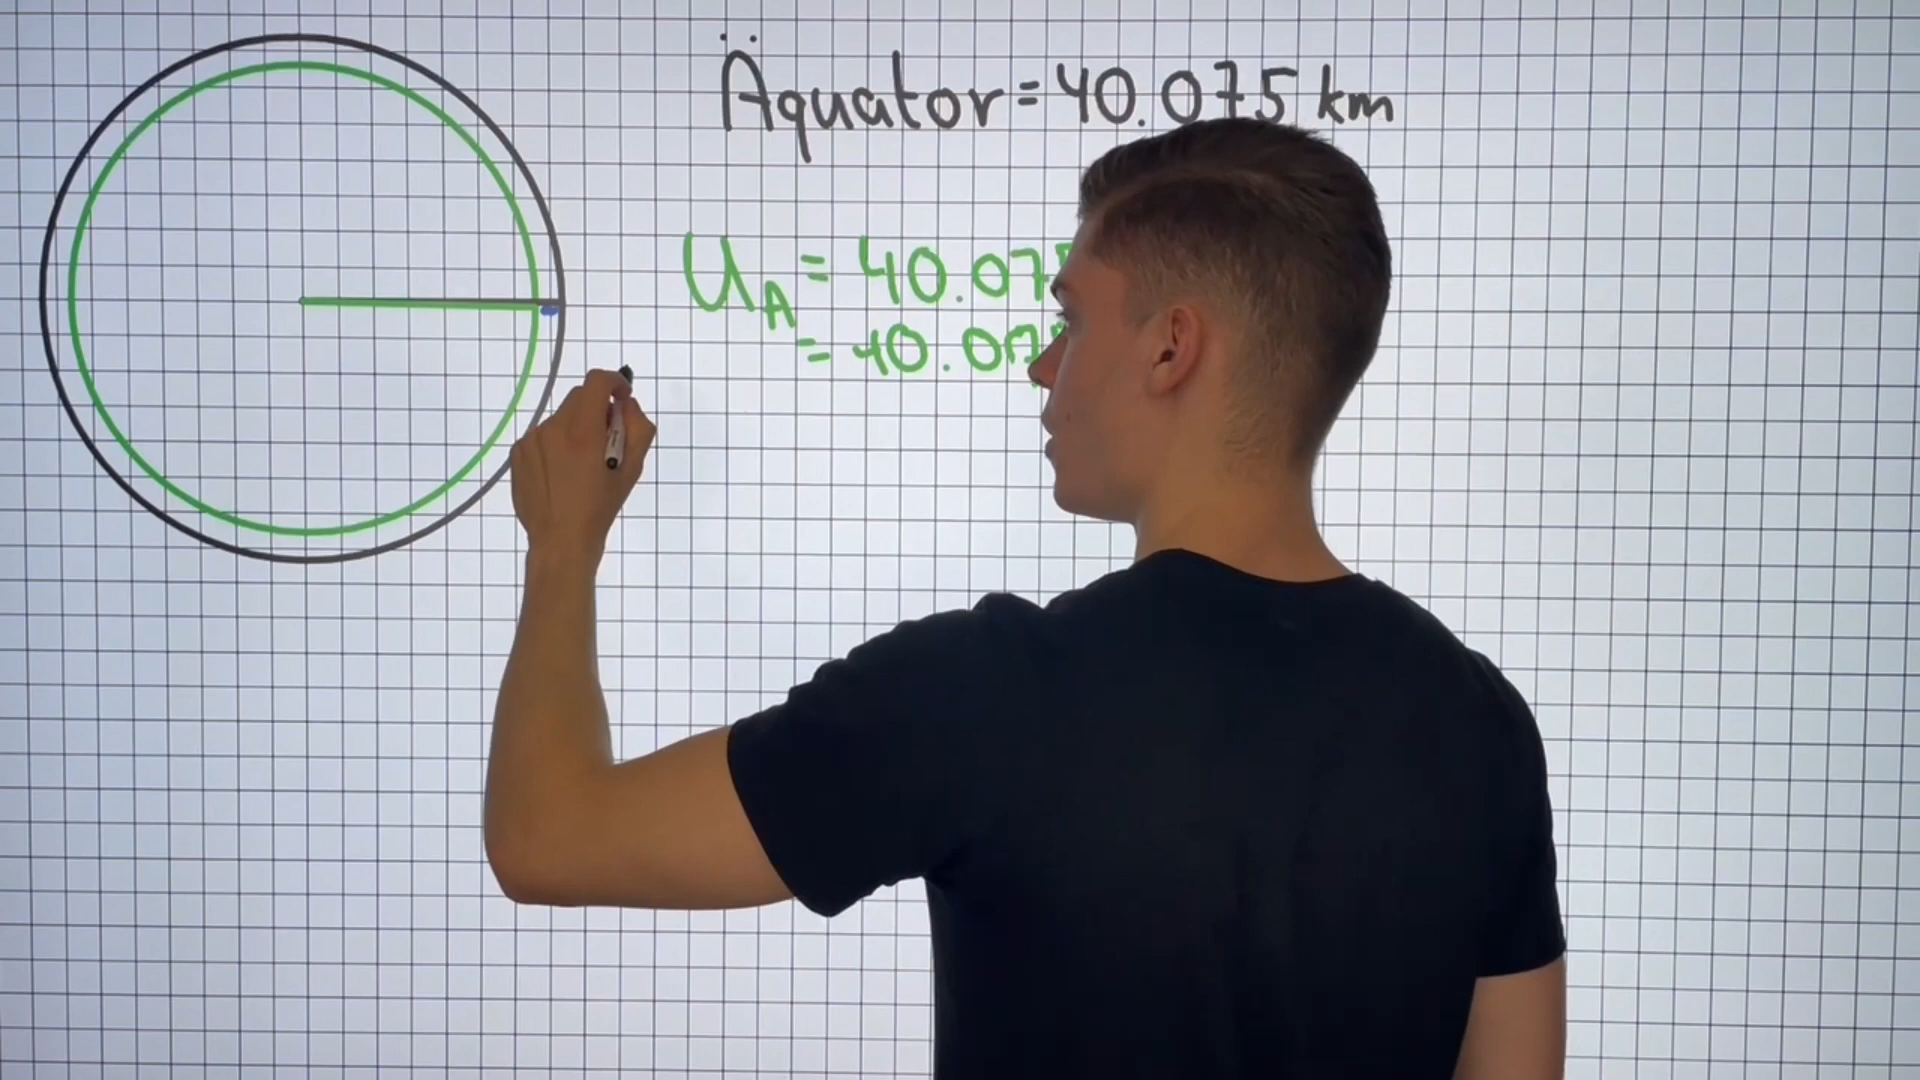 Äquator = 40.075 km
U_A = 40.07
= 40.07